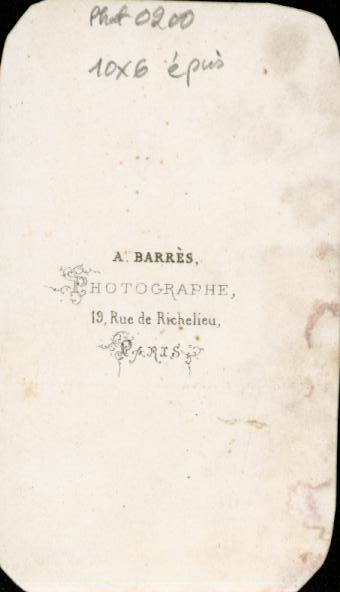 Phot 0200
10x6 épuis
A. BARRÈS,
PHOTOGRAPHE,
19, Rue de Richelieu,
PARIS